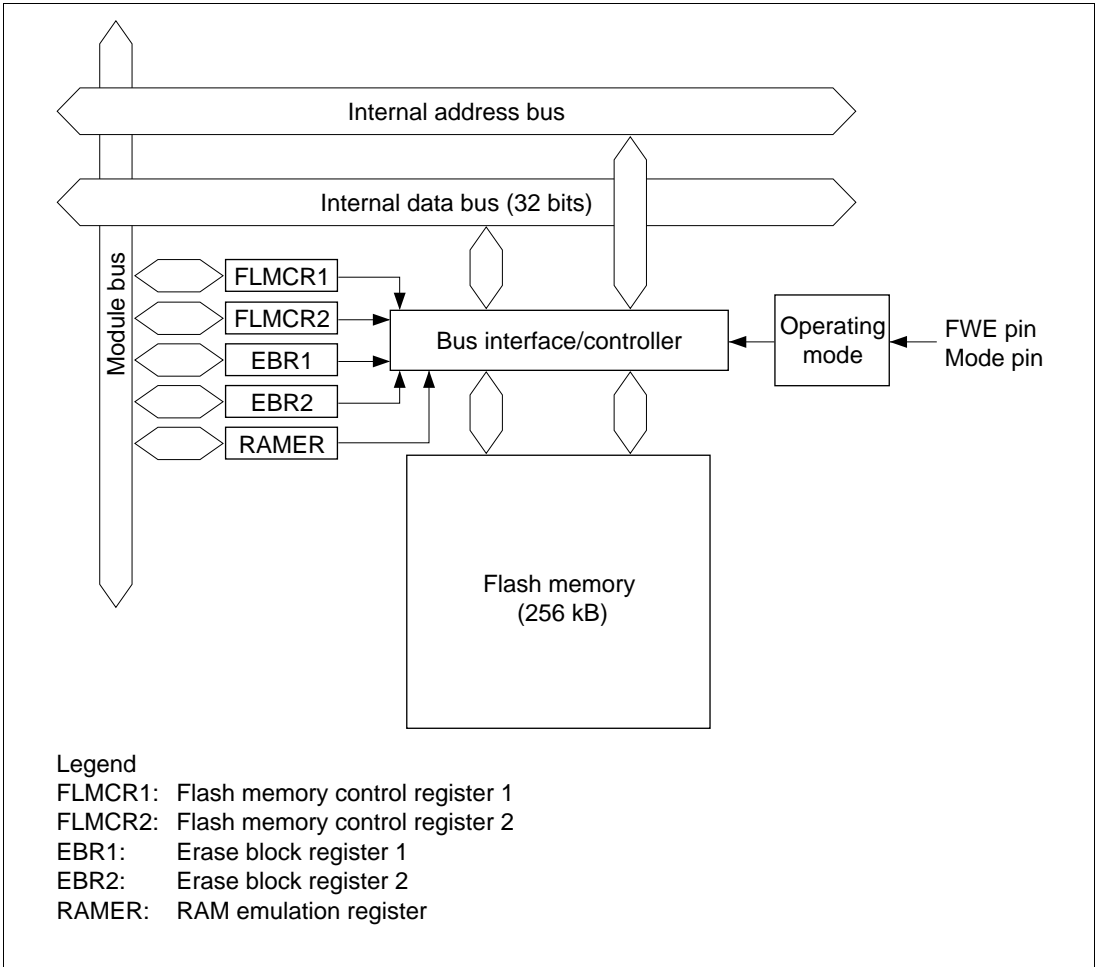 Internal address bus
Internal data bus (32 bits)
Module bus
FLMCR1
FLMCR2
EBR1
EBR2
RAMER
Bus interface/controller
Operating
mode
FWE pin
Mode pin
Flash memory
(256 kB)
Legend
FLMCR1: Flash memory control register 1
FLMCR2: Flash memory control register 2
EBR1: Erase block register 1
EBR2: Erase block register 2
RAMER: RAM emulation register